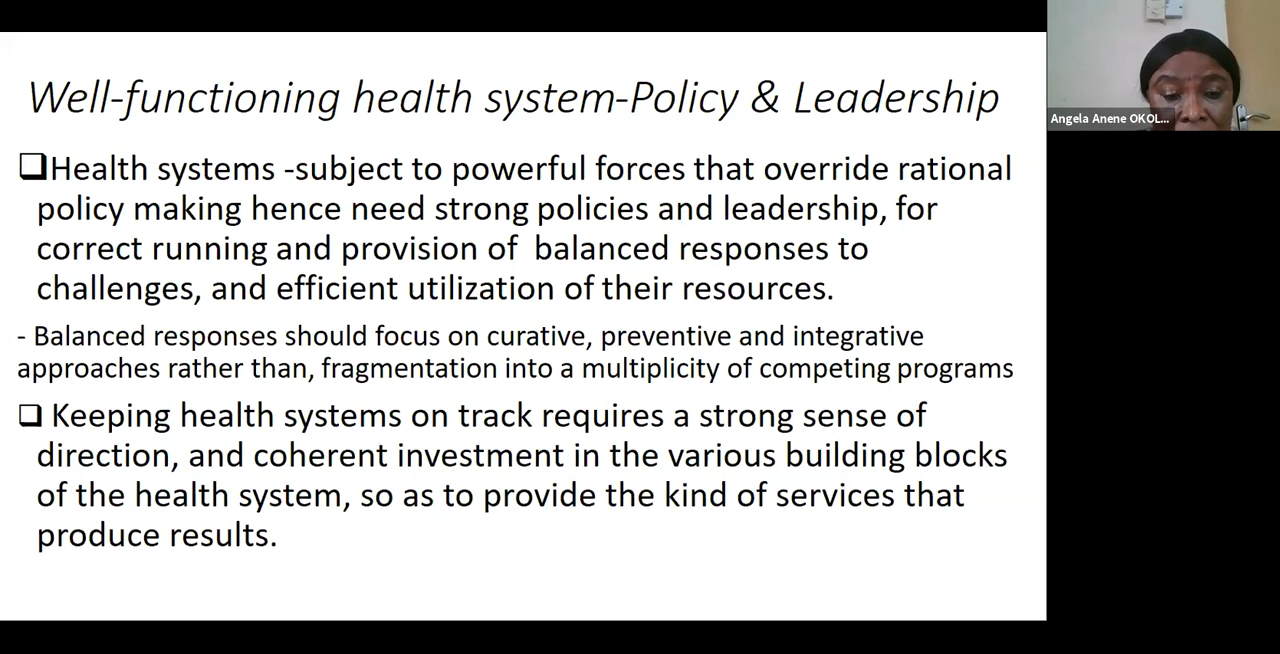 Well-functioning health system-Policy & Leadership
❑Health systems -subject to powerful forces that override rational
policy making hence need strong policies and leadership, for
correct running and provision of balanced responses to
challenges, and efficient utilization of their resources.
- Balanced responses should focus on curative, preventive and integrative
approaches rather than, fragmentation into a multiplicity of competing programs
❑ Keeping health systems on track requires a strong sense of
direction, and coherent investment in the various building blocks
of the health system, so as to provide the kind of services that
produce results.
Angela Anene OKOL...